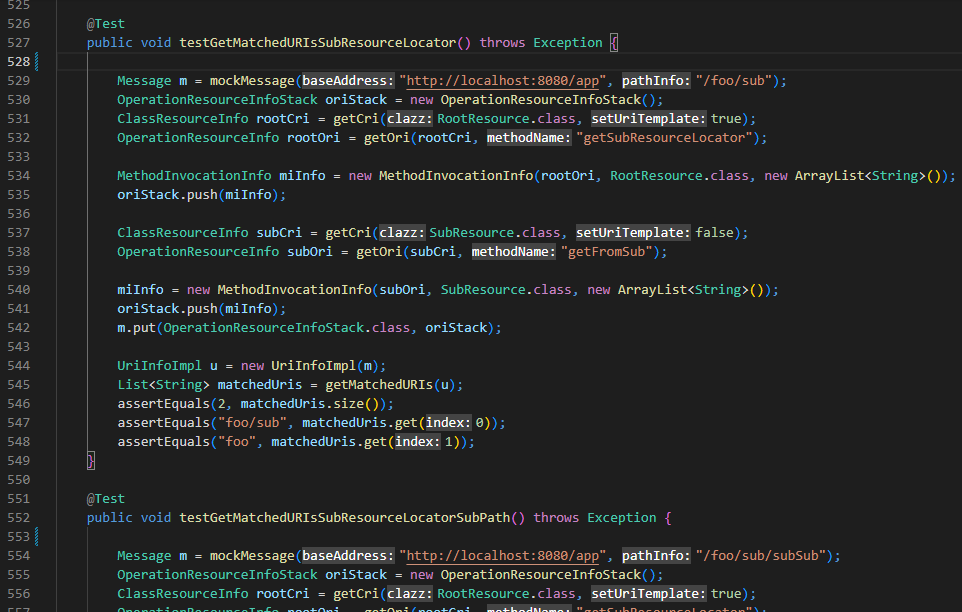 525
526 @Test
527 public void testGetMatchedURIsSubResourceLocator() throws Exception {
528
529 Message m = mockMessage(baseAddress: "http://localhost:8080/app", pathInfo: "/foo/sub");
530 OperationResourceInfoStack oriStack = new OperationResourceInfoStack();
531 ClassResourceInfo rootCri = getCri(clazz: RootResource.class, setUriTemplate: true);
532 OperationResourceInfo rootOri = getOri(rootCri, methodName: "getSubResourceLocator");
533
534 MethodInvocationInfo miInfo = new MethodInvocationInfo(rootOri, RootResource.class, new ArrayList<String>());
535 oriStack.push(miInfo);
536
537 ClassResourceInfo subCri = getCri(clazz: SubResource.class, setUriTemplate: false);
538 OperationResourceInfo subOri = getOri(subCri, methodName: "getFromSub");
539
540 miInfo = new MethodInvocationInfo(subOri, SubResource.class, new ArrayList<String>());
541 oriStack.push(miInfo);
542 m.put(OperationResourceInfoStack.class, oriStack);
543
544 UriInfoImpl u = new UriInfoImpl(m);
545 List<String> matchedUris = getMatchedURIs(u);
546 assertEquals(2, matchedUris.size());
547 assertEquals("foo/sub", matchedUris.get(index: 0));
548 assertEquals("foo", matchedUris.get(index: 1));
549 }
550
551 @Test
552 public void testGetMatchedURIsSubResourceLocatorSubPath() throws Exception {
553
554 Message m = mockMessage(baseAddress: "http://localhost:8080/app", pathInfo: "/foo/sub/subSub");
555 OperationResourceInfoStack oriStack = new OperationResourceInfoStack();
556 ClassResourceInfo rootCri = getCri(clazz: RootResource.class, setUriTemplate: true);
557 OperationResourceInfo rootOri = getOri(rootCri, methodName: "getSubResourceLocator");